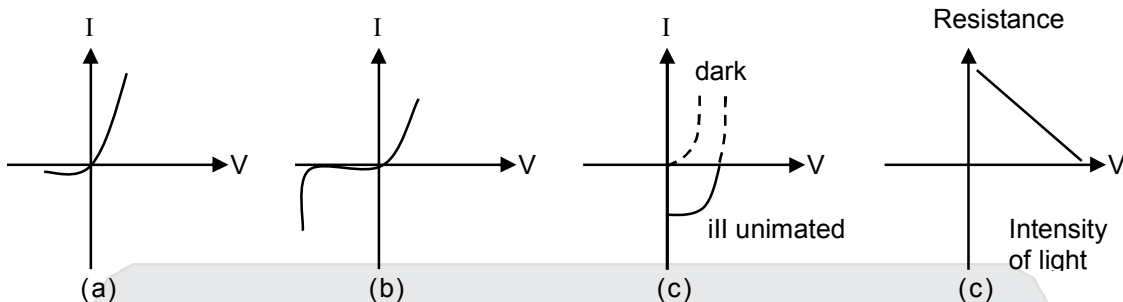 I
V
(a)
I
V
(b)
I
dark
V
iII unimated
(c)
Resistance
V
Intensity
of light
(c)